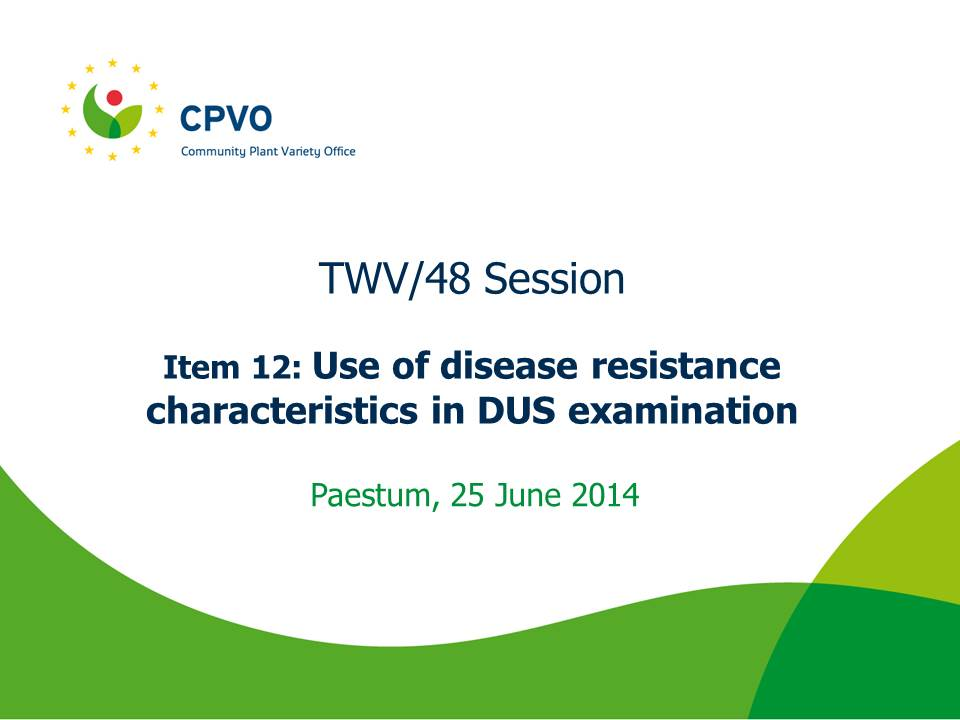 CPVO
Community Plant Variety Office
TWV/48 Session
Item 12: Use of disease resistance
characteristics in DUS examination
Paestum, 25 June 2014